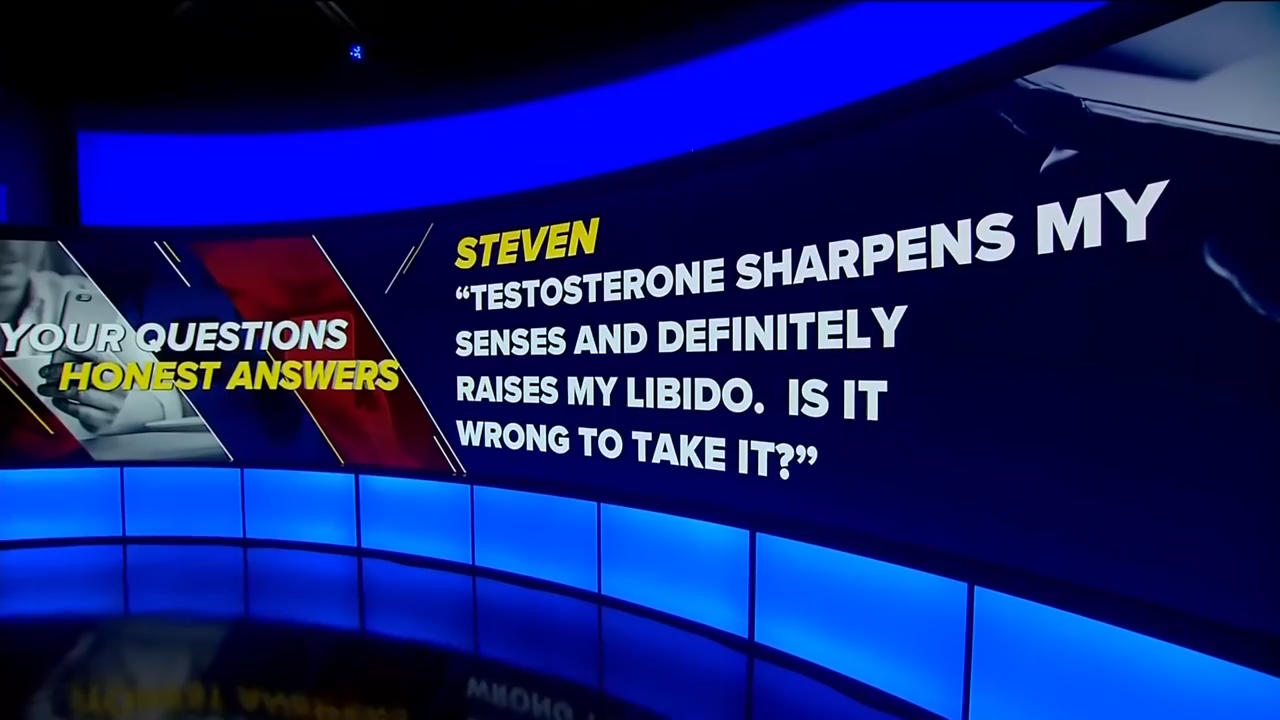 YOUR QUESTIONS
HONEST ANSWERS
STEVEN
“TESTOSTERONE SHARPENS MY
SENSES AND DEFINITELY
RAISES MY LIBIDO.  IS IT
WRONG TO TAKE IT?”